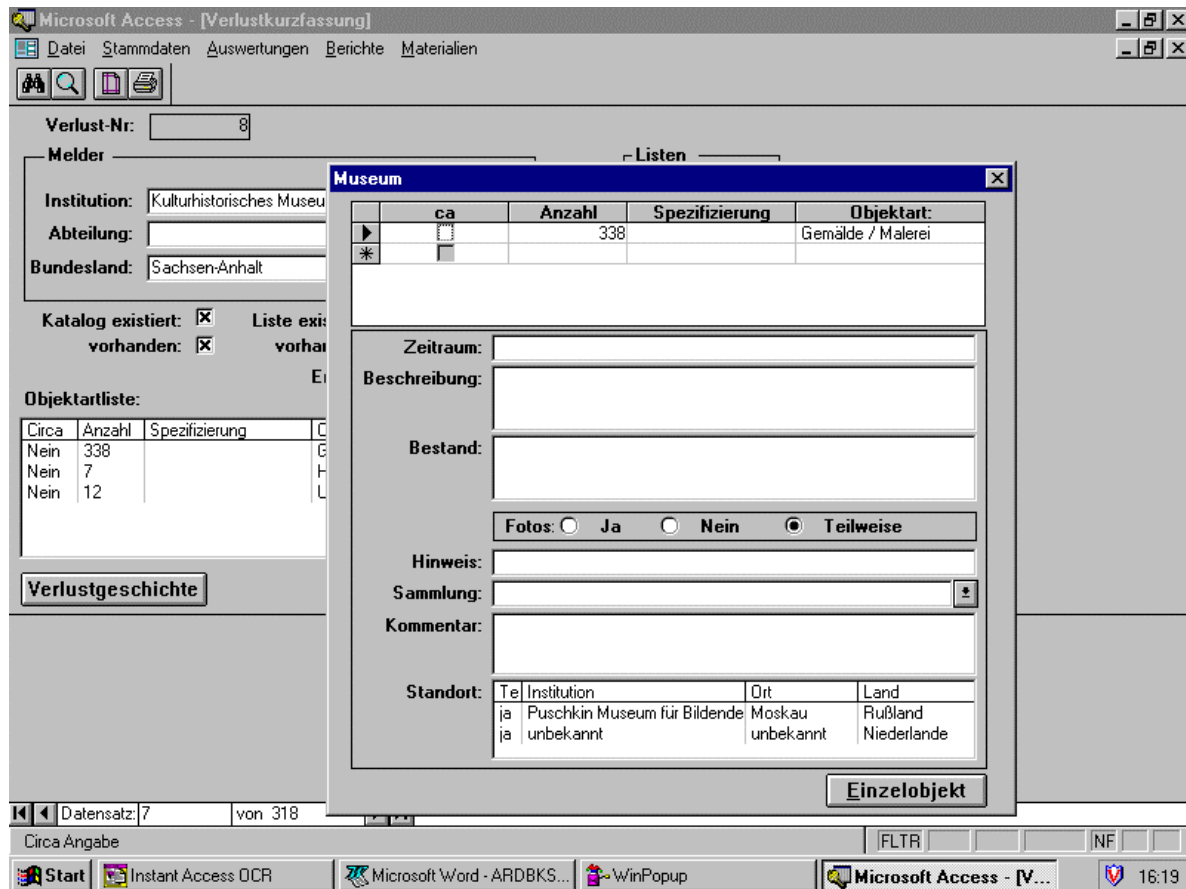 Microsoft Access - [Verlustkurzfassung]
Datei Stammdaten Auswertungen Berichte Materialien
Verlust-Nr: 8
Melder
Listen
Institution: Kulturhistorisches Museu
Abteilung:
Bundesland: Sachsen-Anhalt
Katalog existiert: Liste exis
vorhanden: vorhar
Objektartliste:
Circa Anzahl Spezifizierung
Nein 338
Nein 7
Nein 12
Verlustgeschichte
Museum
ca Anzahl Spezifizierung Objektart:
338 Gemälde / Malerei
Zeitraum:
Beschreibung:
Bestand:
Fotos: Ja Nein Teilweise
Hinweis:
Sammlung:
Kommentar:
Standort: Te Institution Ort Land
ja Puschkin Museum für Bildende Moskau Rußland
ja unbekannt unbekannt Niederlande
Einzelobjekt
Datensatz: 7 von 318
Circa Angabe FLTR NF
Start Instant Access OCR Microsoft Word - ARDBKS... WinPopup Microsoft Access - [V... 16:19